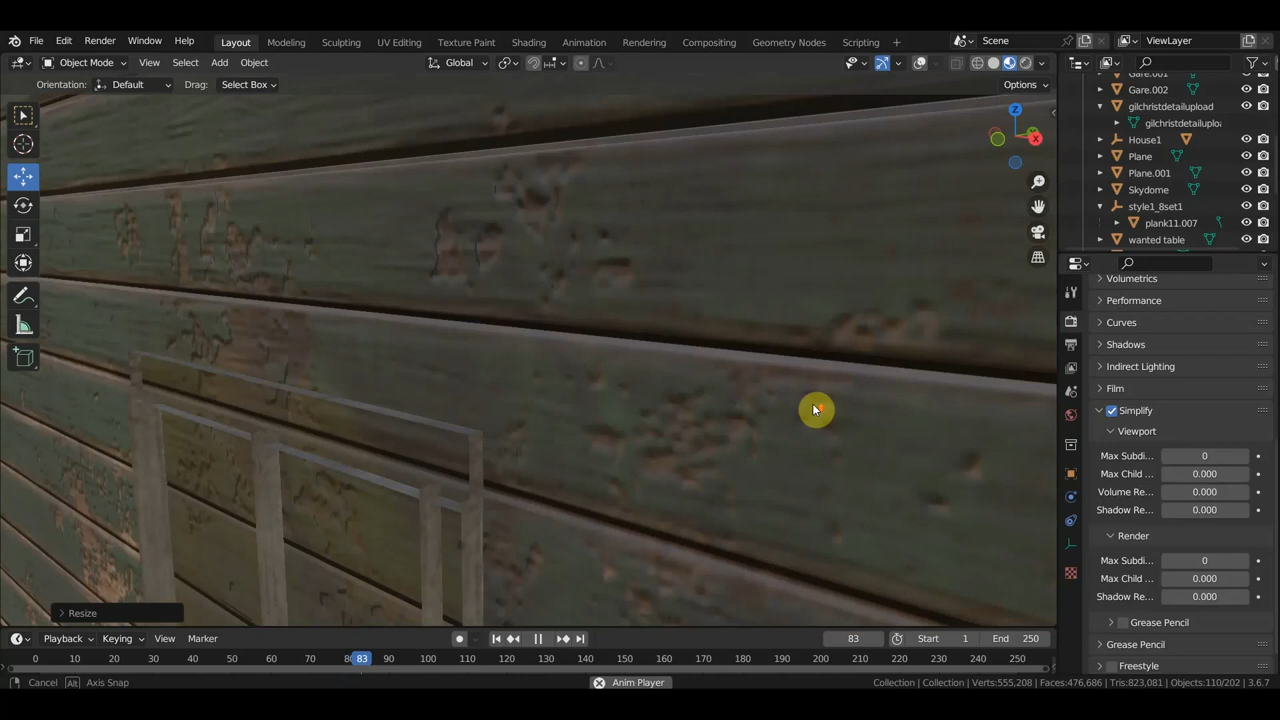 File Edit Render Window Help Layout Modeling Sculpting UV Editing Texture Paint Shading Animation Rendering Compositing Geometry Nodes Scripting + Scene ViewLayer
Object Mode View Select Add Object Global
Orientation: Default Drag: Select Box Options
Gare.002
gilchristdetailupload
gilchristdetailuploa
House1
Plane
Plane.001
Skydome
style1_8set1
plank11.007
wanted table
Z
X
Volumetrics
Performance
Curves
Shadows
Indirect Lighting
Film
Simplify
Viewport
Max Subdi... 0
Max Child ... 0.000
Volume Re... 0.000
Shadow Re... 0.000
Render
Max Subdi... 0
Max Child ... 0.000
Shadow Re... 0.000
Grease Pencil
Grease Pencil
Freestyle
Resize
Playback Keying View Marker 83 Start 1 End 250
0 10 20 30 40 50 60 70 83 90 100 110 120 130 140 150 160 170 180 190 200 210 220 230 240 250
Cancel Alt Axis Snap Anim Player Collection | Collection | Verts:555,208 | Faces:476,686 | Tris:823,081 | Objects:110/202 | 3.6.7